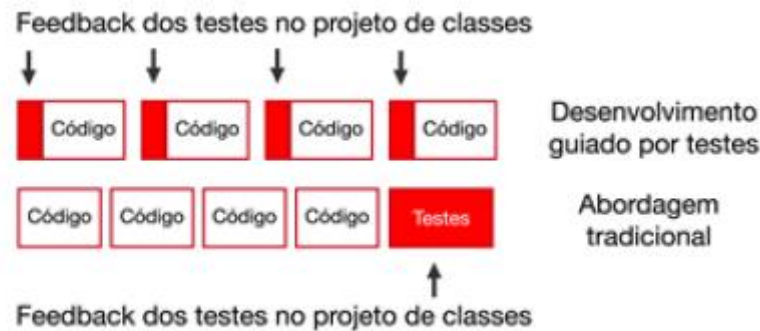 Feedback dos testes no projeto de classes
Código Código Código Código
Desenvolvimento
guiado por testes
Código Código Código Código Testes
Abordagem
tradicional
Feedback dos testes no projeto de classes